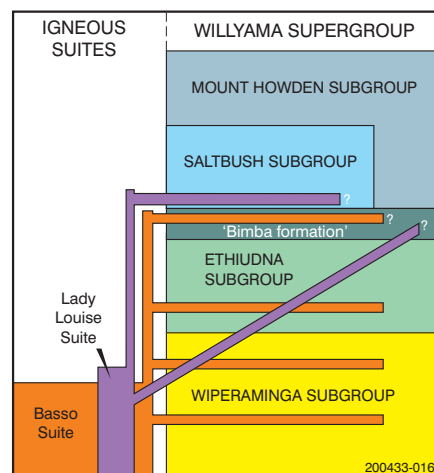 IGNEOUS
SUITES
WILLYAMA SUPERGROUP
MOUNT HOWDEN SUBGROUP
SALTBUSH SUBGROUP
?
?
?
'Bimba formation'
ETHIUDNA
SUBGROUP
Lady
Louise
Suite
WIPERAMINGA SUBGROUP
Basso
Suite
200433-016